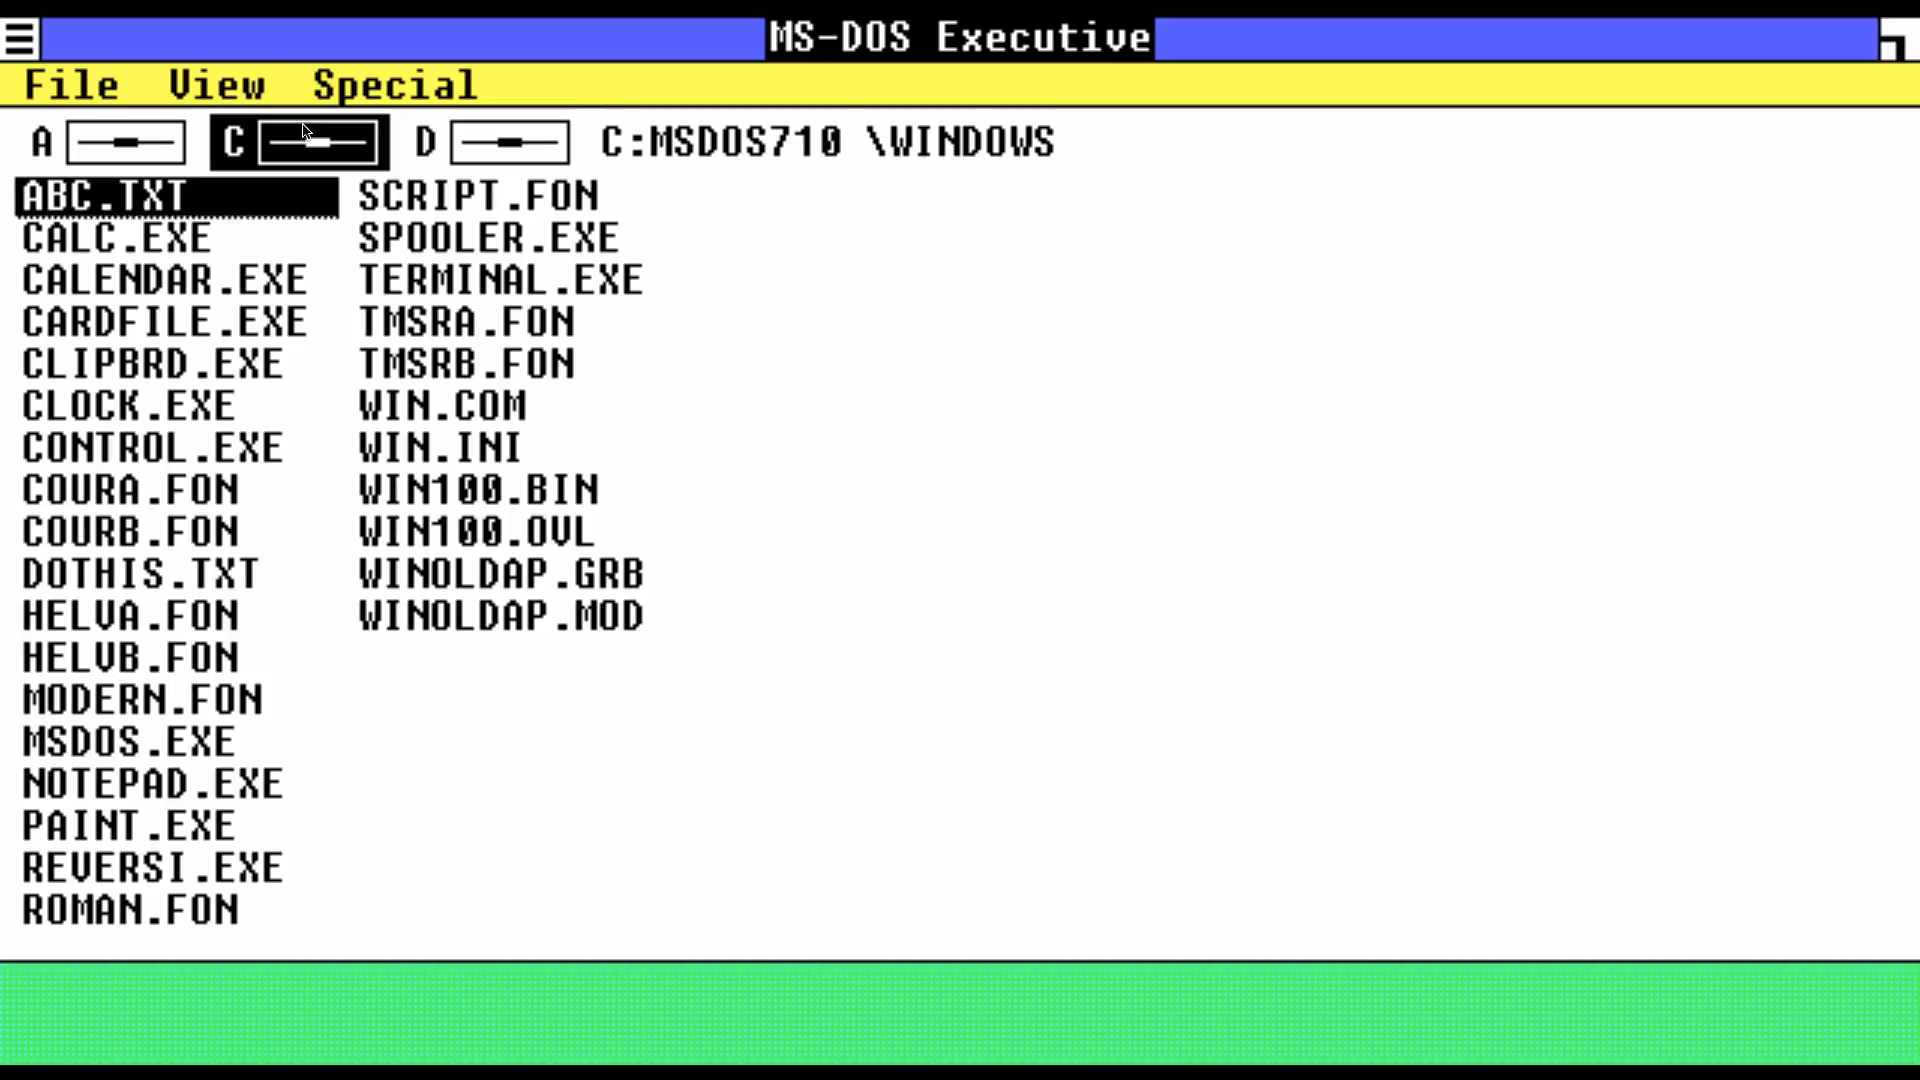 MS-DOS Executive
File View Special
A C D C:MSDOS710 \WINDOWS
ABC.TXT
CALC.EXE
CALENDAR.EXE
CARDFILE.EXE
CLIPBRD.EXE
CLOCK.EXE
CONTROL.EXE
COURA.FON
COURB.FON
DOTHIS.TXT
HELVA.FON
HELVB.FON
MODERN.FON
MSDOS.EXE
NOTEPAD.EXE
PAINT.EXE
REVERSI.EXE
ROMAN.FON
SCRIPT.FON
SPOOLER.EXE
TERMINAL.EXE
TMSRA.FON
TMSRB.FON
WIN.COM
WIN.INI
WIN100.BIN
WIN100.OVL
WINOLDAP.GRB
WINOLDAP.MOD